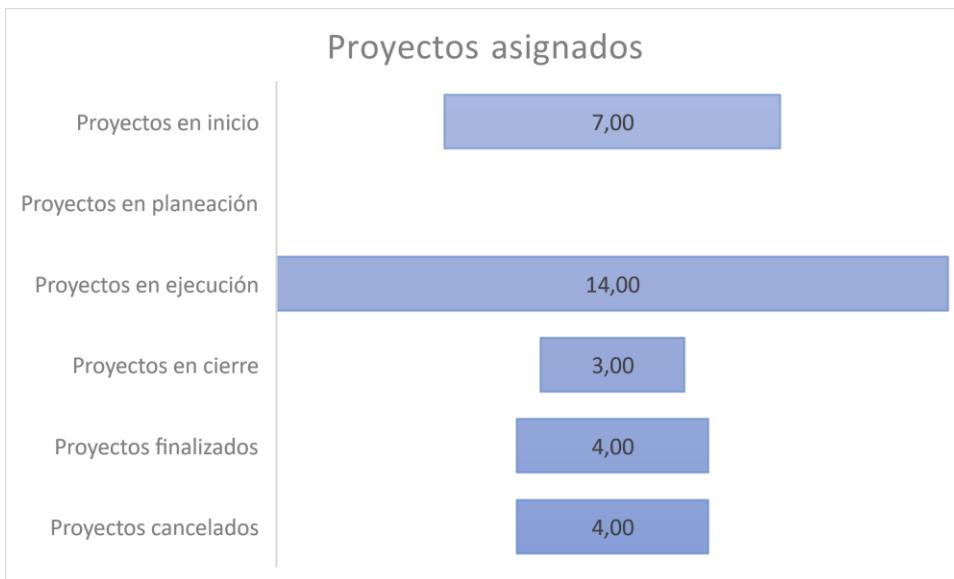 Proyectos asignados
Proyectos en inicio
7,00
Proyectos en planeación
Proyectos en ejecución
14,00
Proyectos en cierre
3,00
Proyectos finalizados
4,00
Proyectos cancelados
4,00